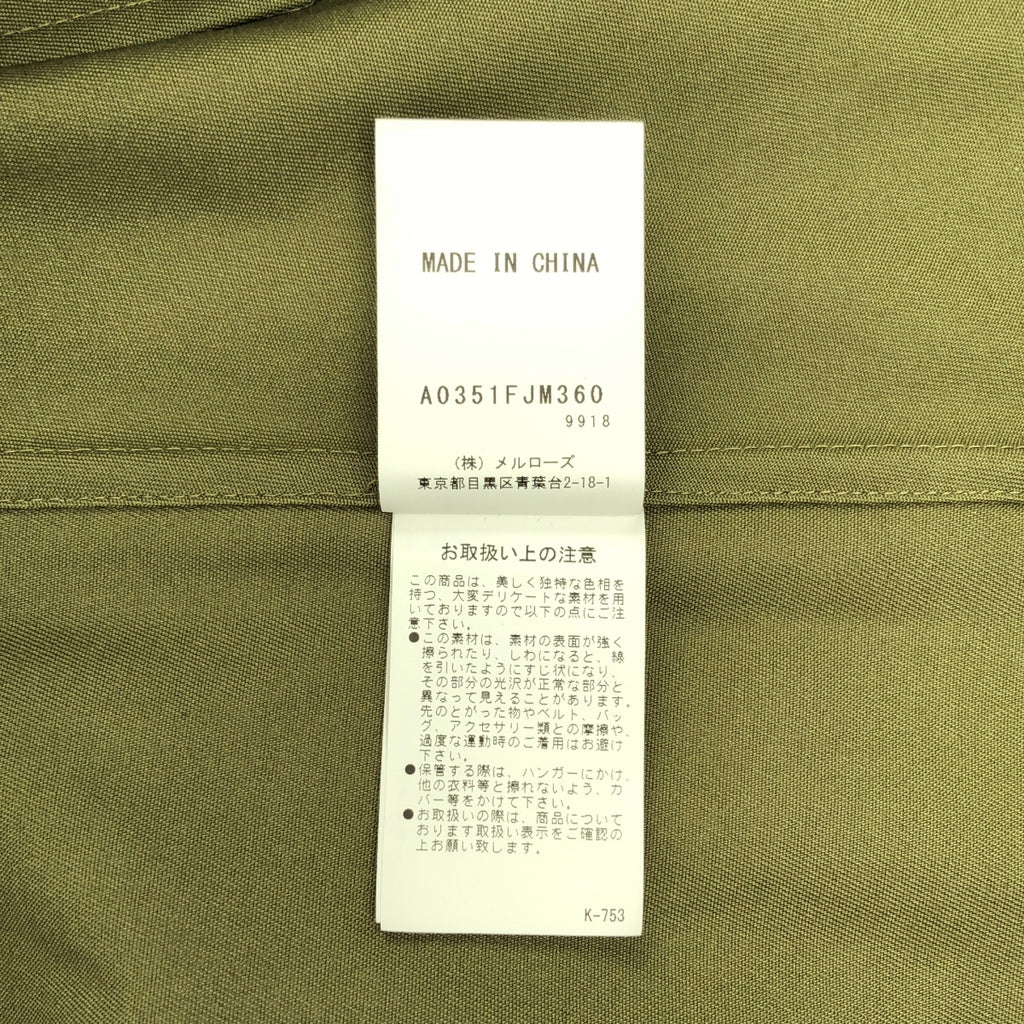 MADE IN CHINA
A0351FJM360
9918
(株) メルローズ
東京都目黒区青葉台2-18-1
お取扱い上の注意
この商品は、美しく独特な色相を
持つ、大変デリケートな素材を用
いておりますので以下の点にご注
意下さい。
●この素材は、素材の表面が強く
擦られたり、しわになると、線
を引いたようにすじ状になり、
その部分の光沢が正常な部分と
異なって見えることがあります。
先のとがった物やベルト、バッ
グ、アクセサリー類との摩擦や、
過度な運動時のご着用はお避け
下さい。
●保管する際は、ハンガーにかけ、
他の衣料等と擦れないよう、カ
バー等をかけて下さい。
●お取扱いの際は、商品について
おります取扱い表示をご確認の
上お願い致します。
K-753